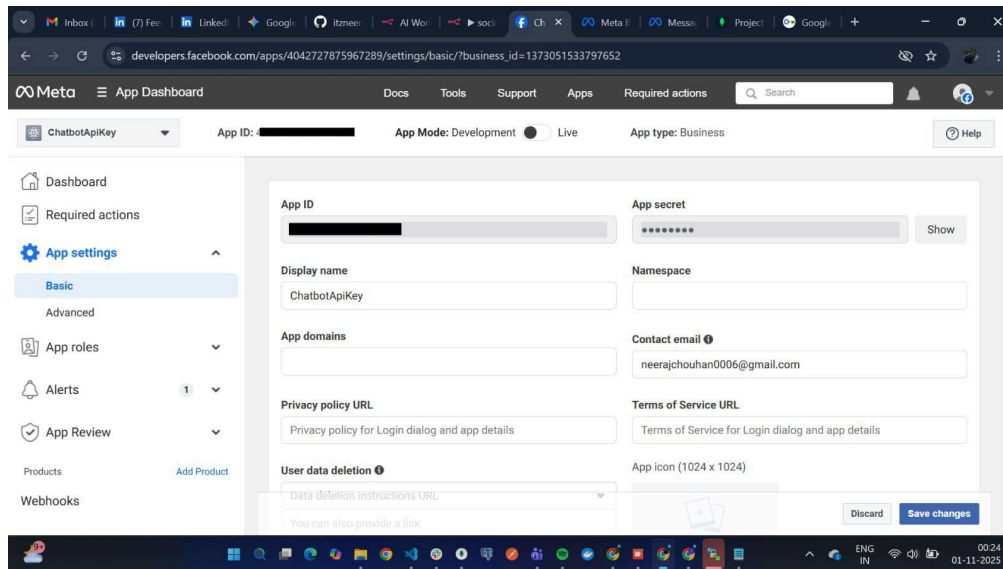 Inbox (
(7) Fee
LinkedI
Google
itzneer
AI Wor
soci
Ch
Meta B
Messag
Project
Google
developers.facebook.com/apps/4042727875967289/settings/basic/?business_id=1373051533797652
Meta
App Dashboard
Docs
Tools
Support
Apps
Required actions
Search
ChatbotApiKey
App ID: 4
App Mode: Development
Live
App type: Business
Help
Dashboard
Required actions
App settings
Basic
Advanced
App roles
Alerts
1
App Review
Products
Add Product
Webhooks
App ID
App secret
Show
Display name
ChatbotApiKey
Namespace
App domains
Contact email
neerajchouhan0006@gmail.com
Privacy policy URL
Privacy policy for Login dialog and app details
Terms of Service URL
Terms of Service for Login dialog and app details
User data deletion
Data deletion instructions URL
You can also provide a link
App icon (1024 x 1024)
Discard
Save changes
9+
ENG
IN
00:24
01-11-2025